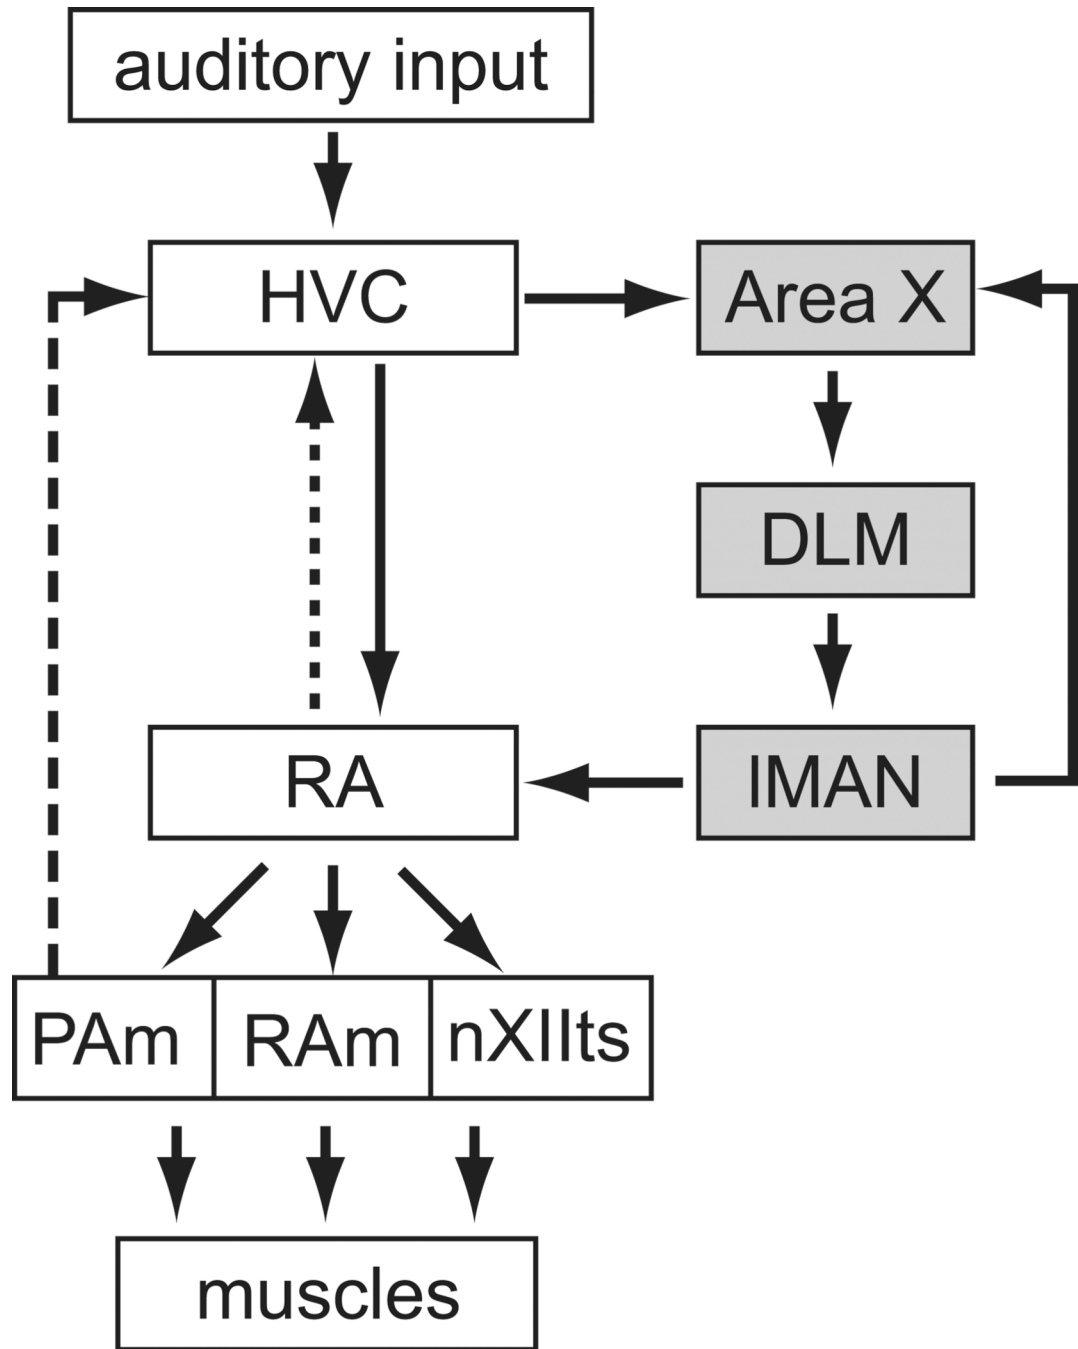 auditory input
HVC
Area X
DLM
RA
lMAN
PAm
RAm
nXIIts
muscles